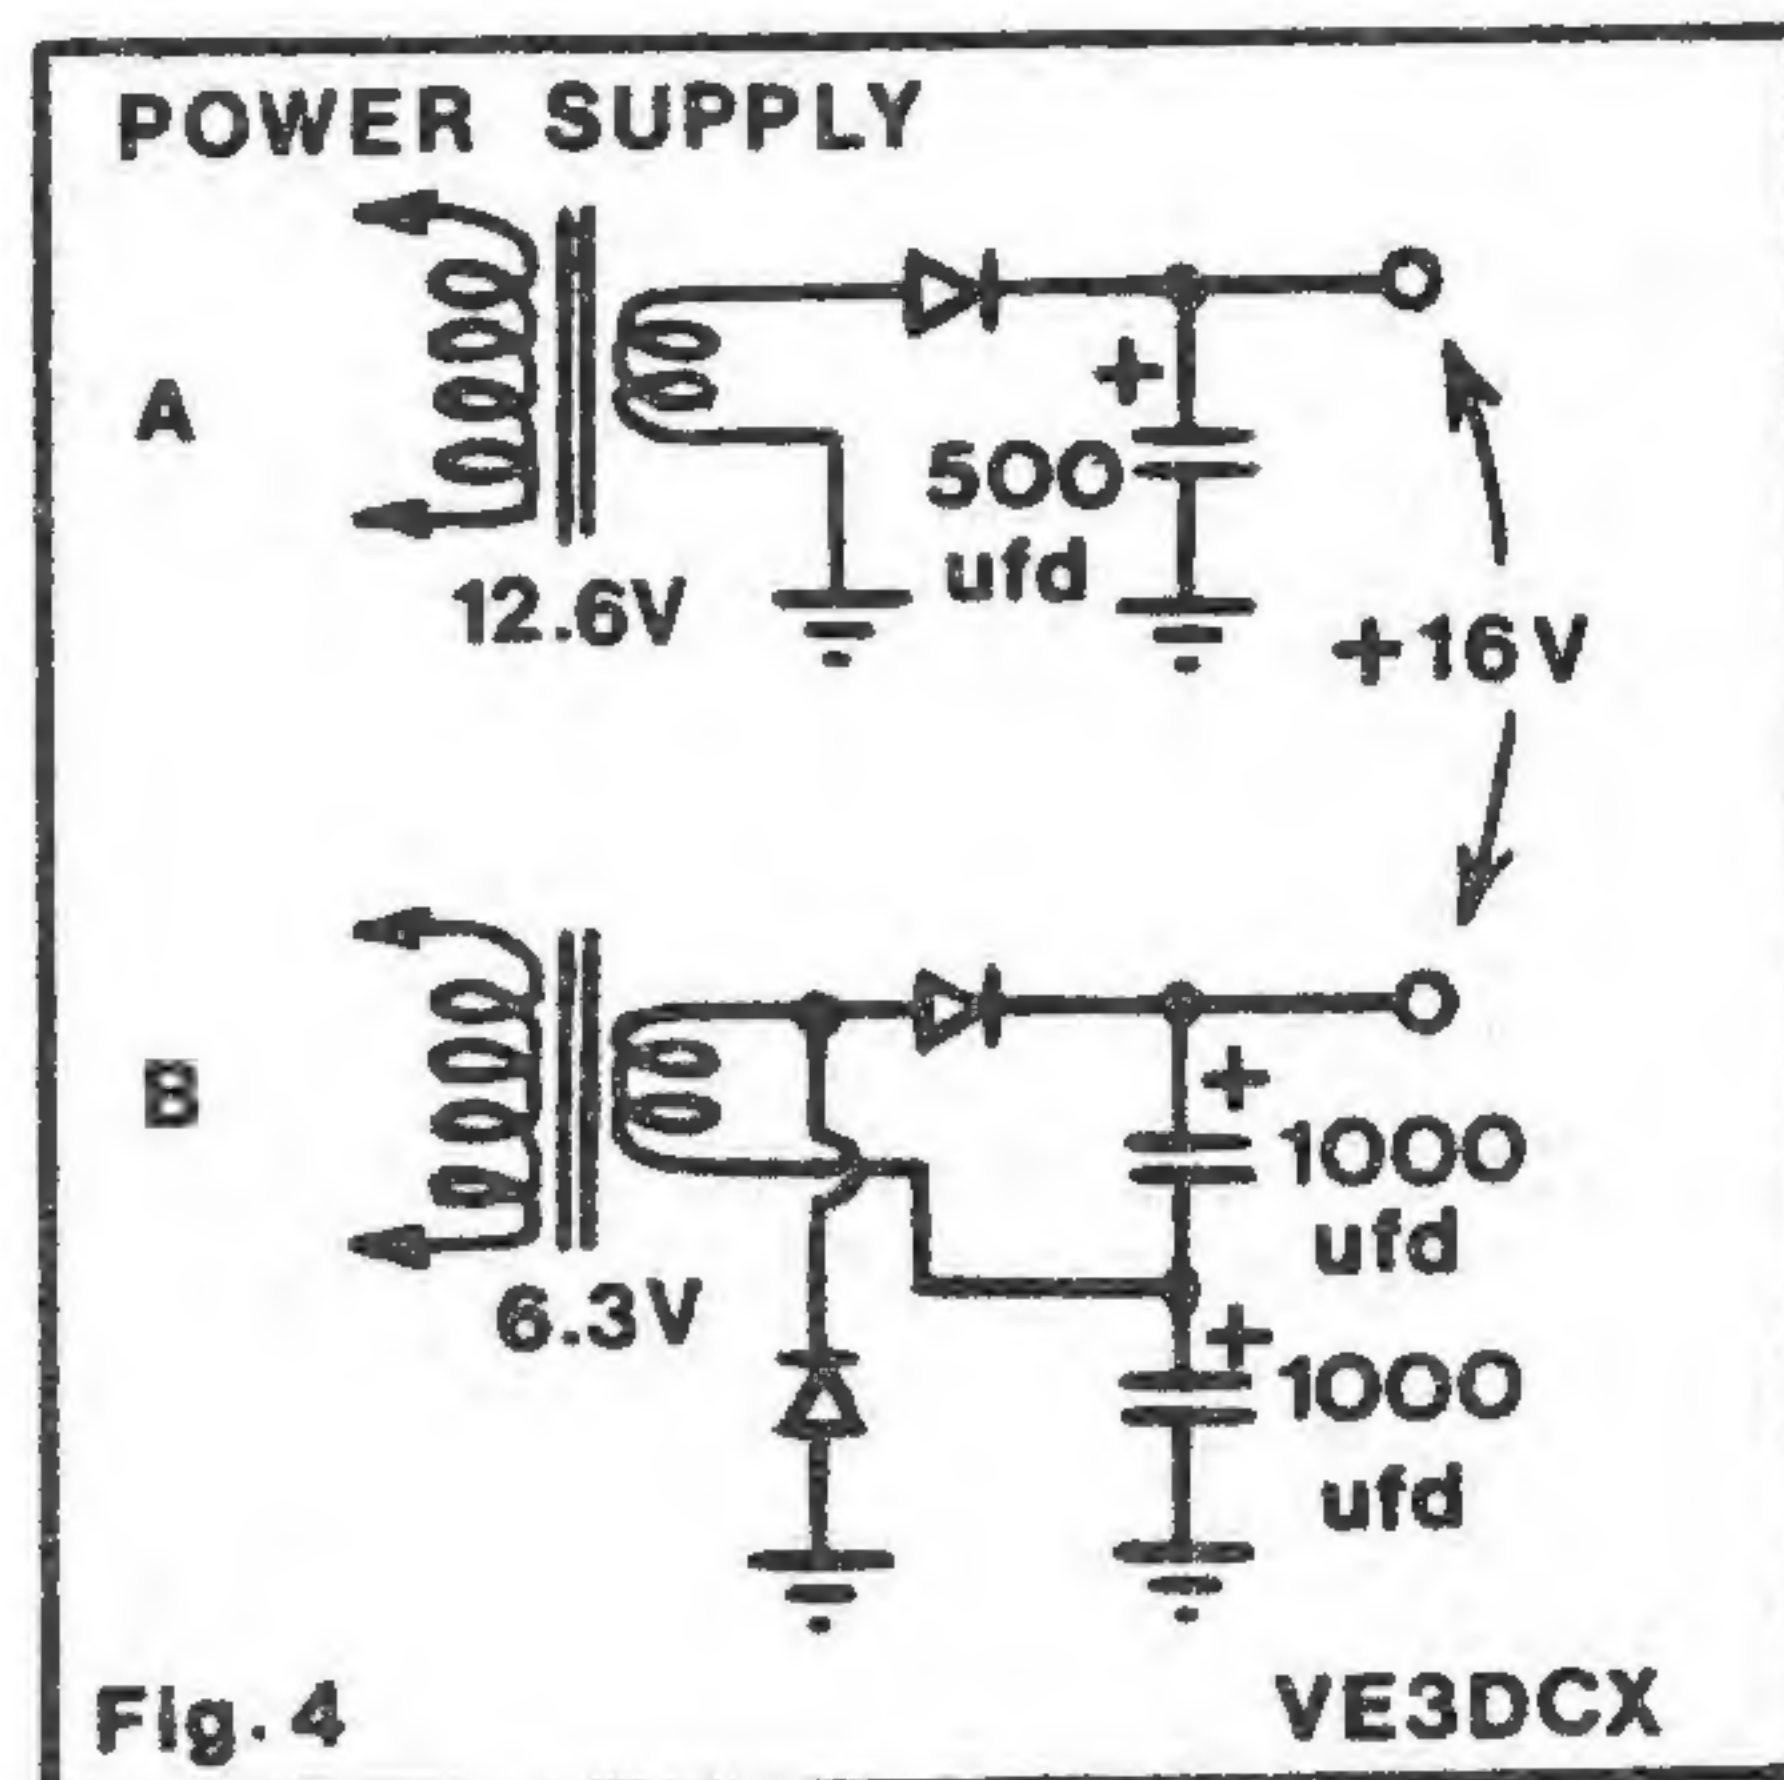 POWER SUPPLY
A
+
500
ufd
12.6V
+16V
B
+
1000
ufd
6.3V
+
1000
ufd
Fig. 4
VE3DCX